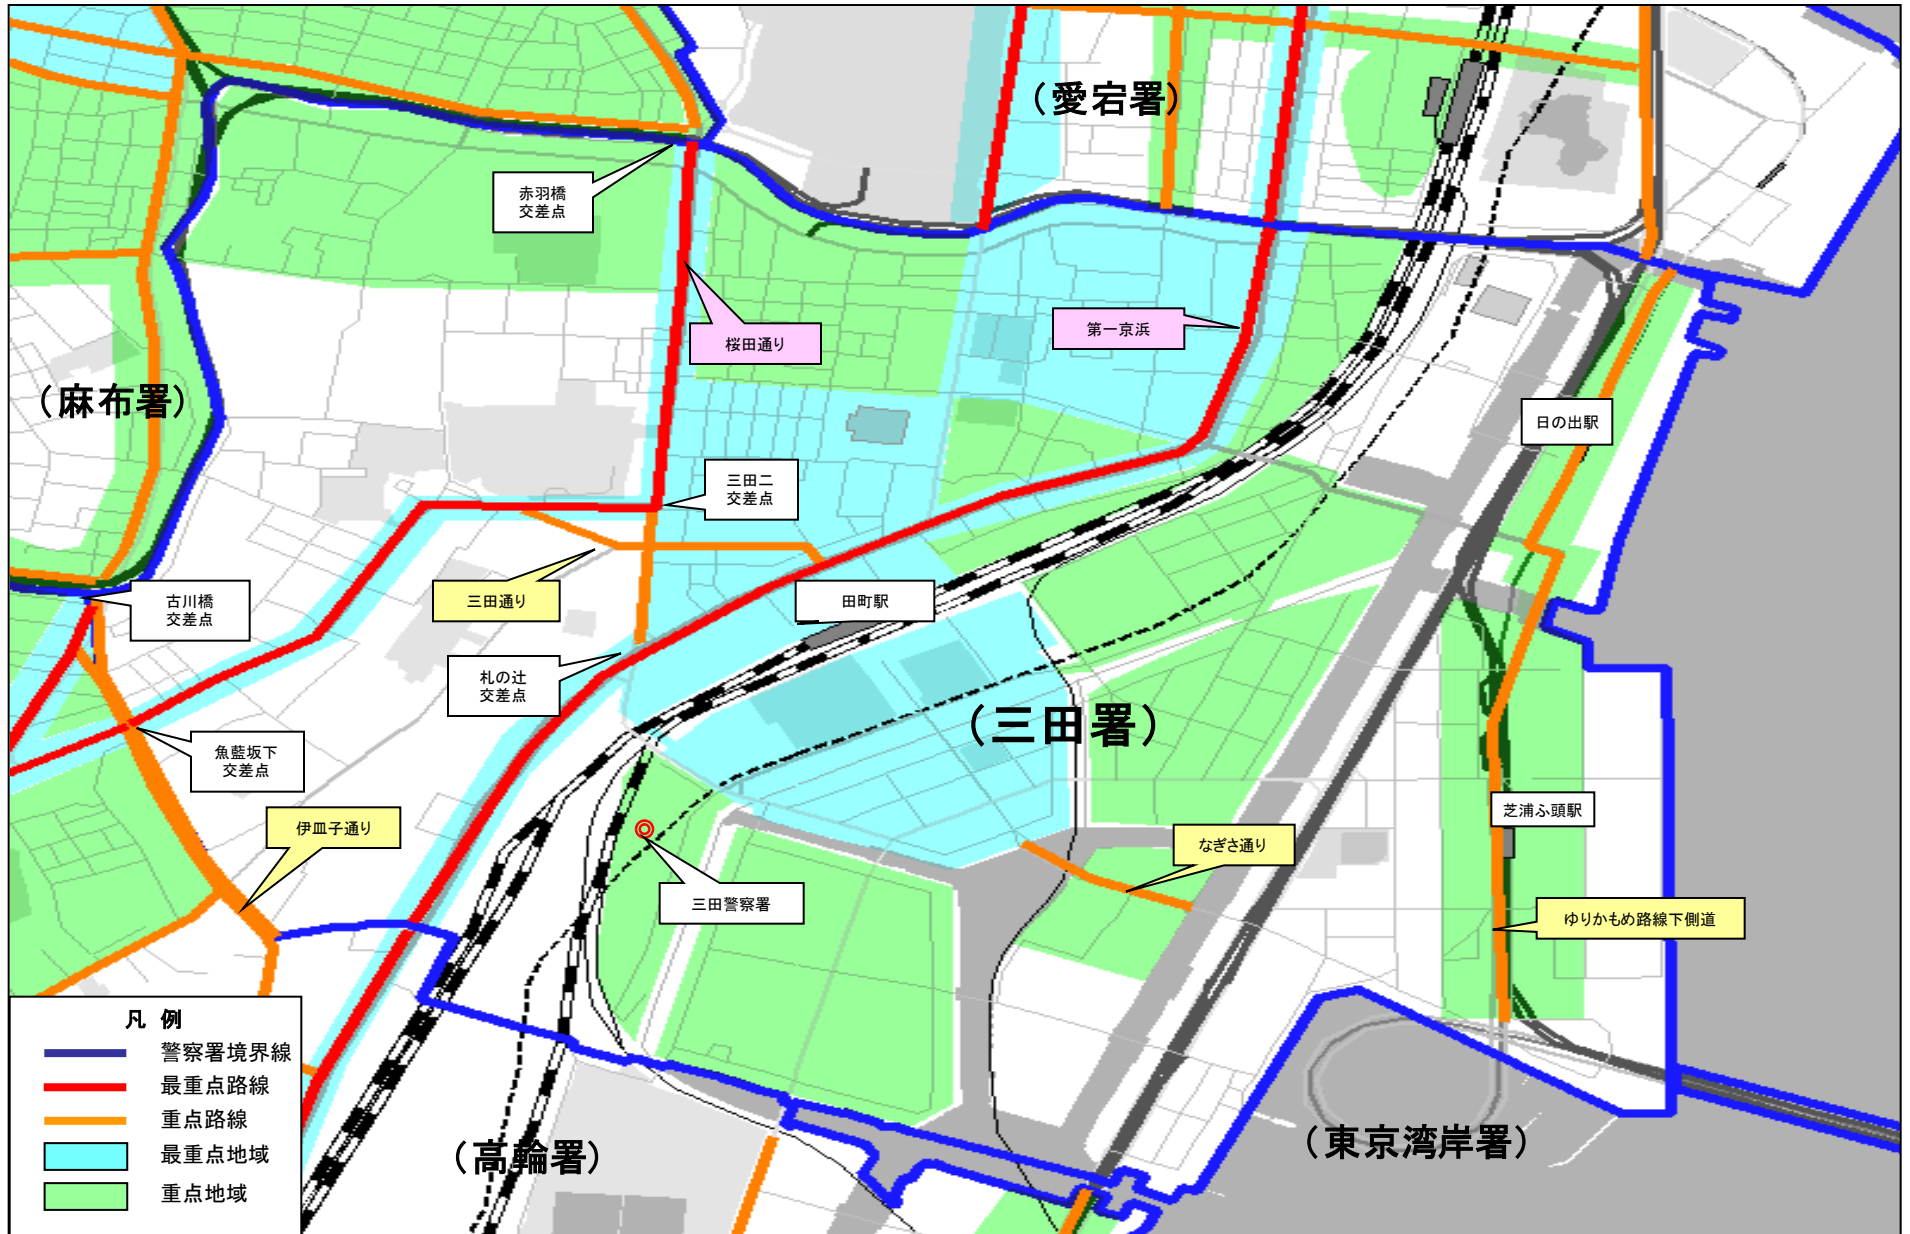 （愛宕署）
赤羽橋
交差点
桜田通り
第一京浜
（麻布署）
日の出駅
三田二
交差点
三田通り
田町駅
古川橋
交差点
札の辻
交差点
（三田署）
魚藍坂下
交差点
伊皿子通り
芝浦ふ頭駅
なぎさ通り
三田警察署
ゆりかもめ路線下側道
凡 例
警察署境界線
最重点路線
重点路線
最重点地域
重点地域
（高輪署）
（東京湾岸署）